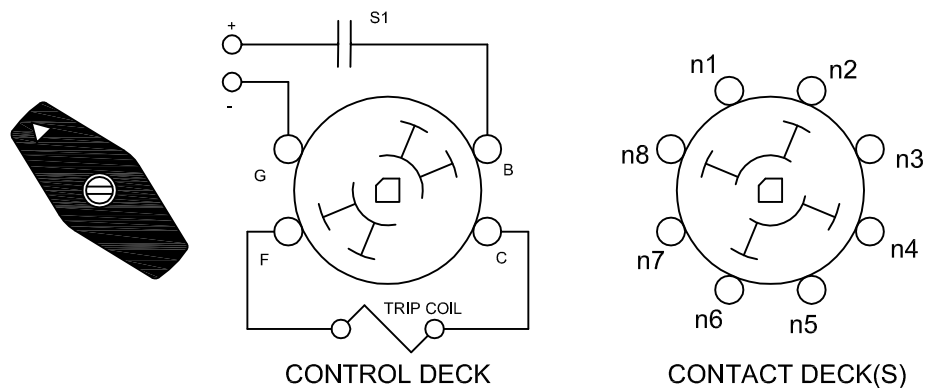 S1
+
-
G
B
F
C
TRIP COIL
CONTROL DECK
n1
n2
n8
n3
n7
n4
n6
n5
CONTACT DECK(S)